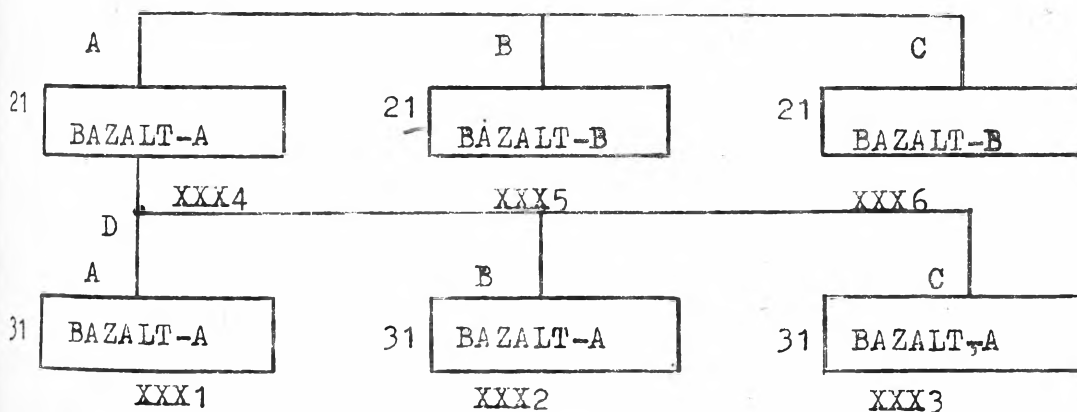 A B C
21 21 21
BAZALT-A BAZALT-B BAZALT-B
XXX4 XXX5 XXX6
D
A B C
31 BAZALT-A 31 BAZALT-A 31 BAZALT-A
XXX1 XXX2 XXX3